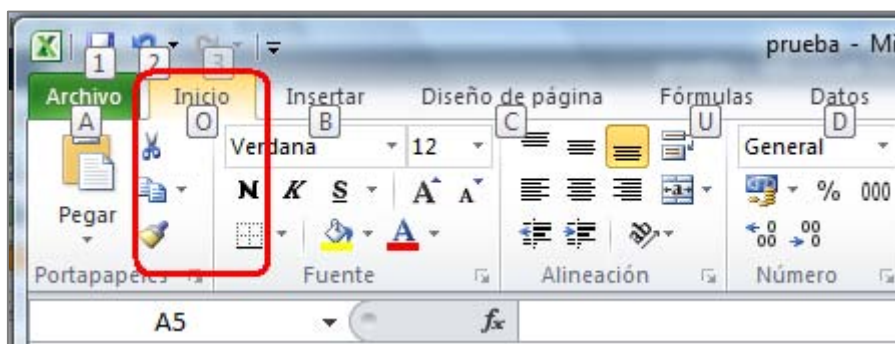 prueba - Mi
1 2 3
Archivo Inicio Insertar Diseño de página Fórmulas Datos
A O B C U D
Verdana 12 General
N K S A A % 000
Pegar
A ab
Portapapeles Fuente Alineación Número
A5 fx